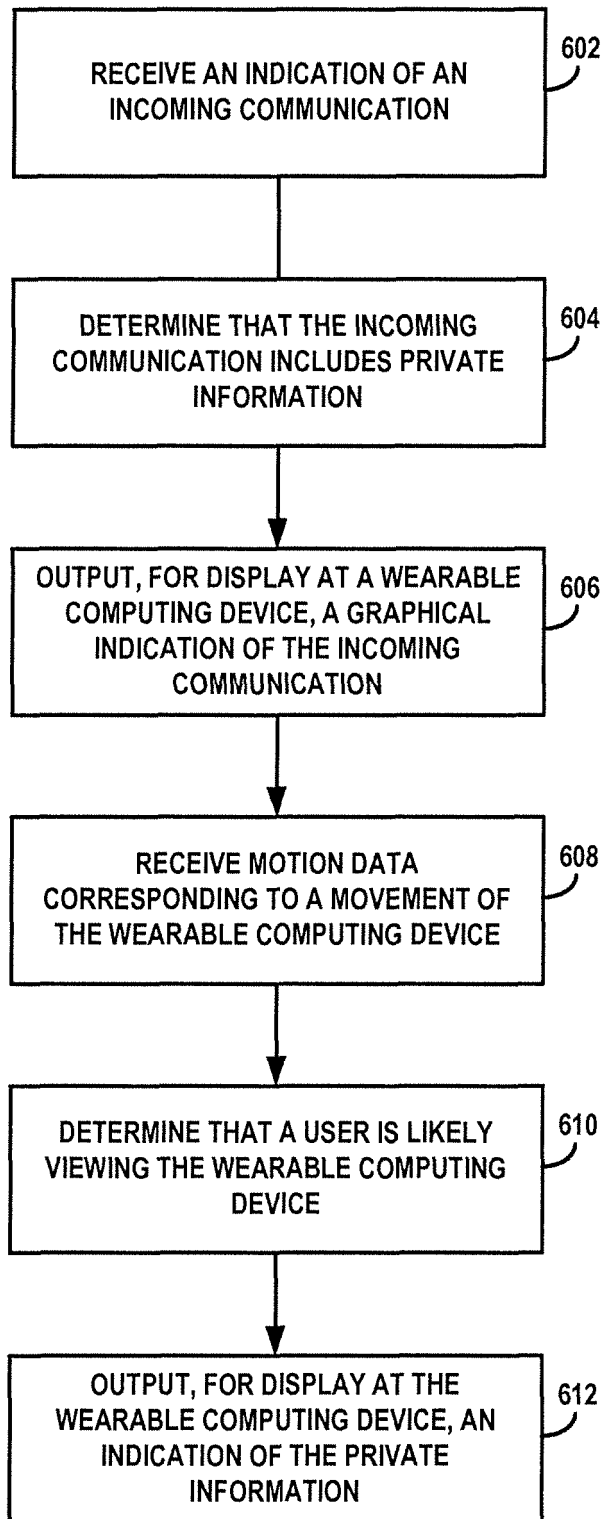 RECEIVE AN INDICATION OF AN
INCOMING COMMUNICATION
602
DETERMINE THAT THE INCOMING
COMMUNICATION INCLUDES PRIVATE
INFORMATION
604
OUTPUT, FOR DISPLAY AT A WEARABLE
COMPUTING DEVICE, A GRAPHICAL
INDICATION OF THE INCOMING
COMMUNICATION
606
RECEIVE MOTION DATA
CORRESPONDING TO A MOVEMENT OF
THE WEARABLE COMPUTING DEVICE
608
DETERMINE THAT A USER IS LIKELY
VIEWING THE WEARABLE COMPUTING
DEVICE
610
OUTPUT, FOR DISPLAY AT THE
WEARABLE COMPUTING DEVICE, AN
INDICATION OF THE PRIVATE
INFORMATION
612